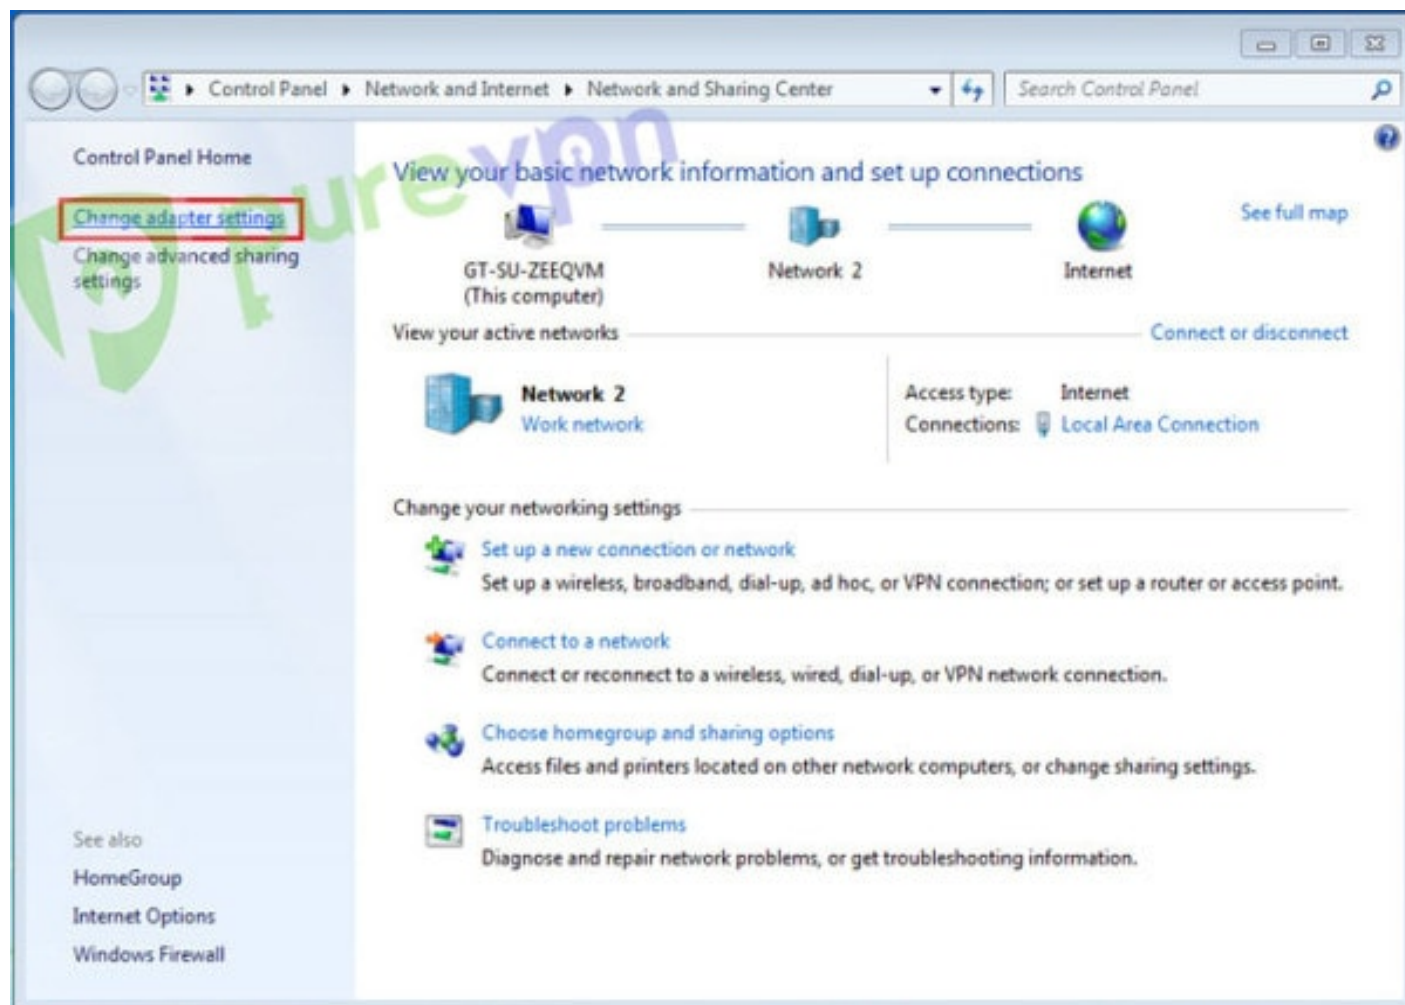 Control Panel ▸ Network and Internet ▸ Network and Sharing Center
Search Control Panel
Control Panel Home
Change adapter settings
Change advanced sharing
settings
See also
HomeGroup
Internet Options
Windows Firewall
purevpn
View your basic network information and set up connections
See full map
GT-SU-ZEEQVM
(This computer)
Network 2
Internet
View your active networks
Connect or disconnect
Network 2
Work network
Access type: Internet
Connections: Local Area Connection
Change your networking settings
Set up a new connection or network
Set up a wireless, broadband, dial-up, ad hoc, or VPN connection; or set up a router or access point.
Connect to a network
Connect or reconnect to a wireless, wired, dial-up, or VPN network connection.
Choose homegroup and sharing options
Access files and printers located on other network computers, or change sharing settings.
Troubleshoot problems
Diagnose and repair network problems, or get troubleshooting information.